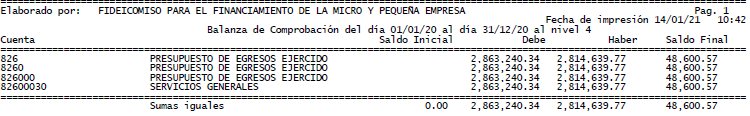 Elaborado por: FIDEICOMISO PARA EL FINANCIAMIENTO DE LA MICRO Y PEQUEÑA EMPRESA Pag. 1
Fecha de impresión 14/01/21 10:42
Balanza de Comprobación del día 01/01/20 al día 31/12/20 al nivel 4
Cuenta Saldo Inicial Debe Haber Saldo Final
826 PRESUPUESTO DE EGRESOS EJERCIDO 2,863,240.34 2,814,639.77 48,600.57
8260 PRESUPUESTO DE EGRESOS EJERCIDO 2,863,240.34 2,814,639.77 48,600.57
826000 PRESUPUESTO DE EGRESOS EJERCIDO 2,863,240.34 2,814,639.77 48,600.57
82600030 SERVICIOS GENERALES 2,863,240.34 2,814,639.77 48,600.57
Sumas iguales 0.00 2,863,240.34 2,814,639.77 48,600.57